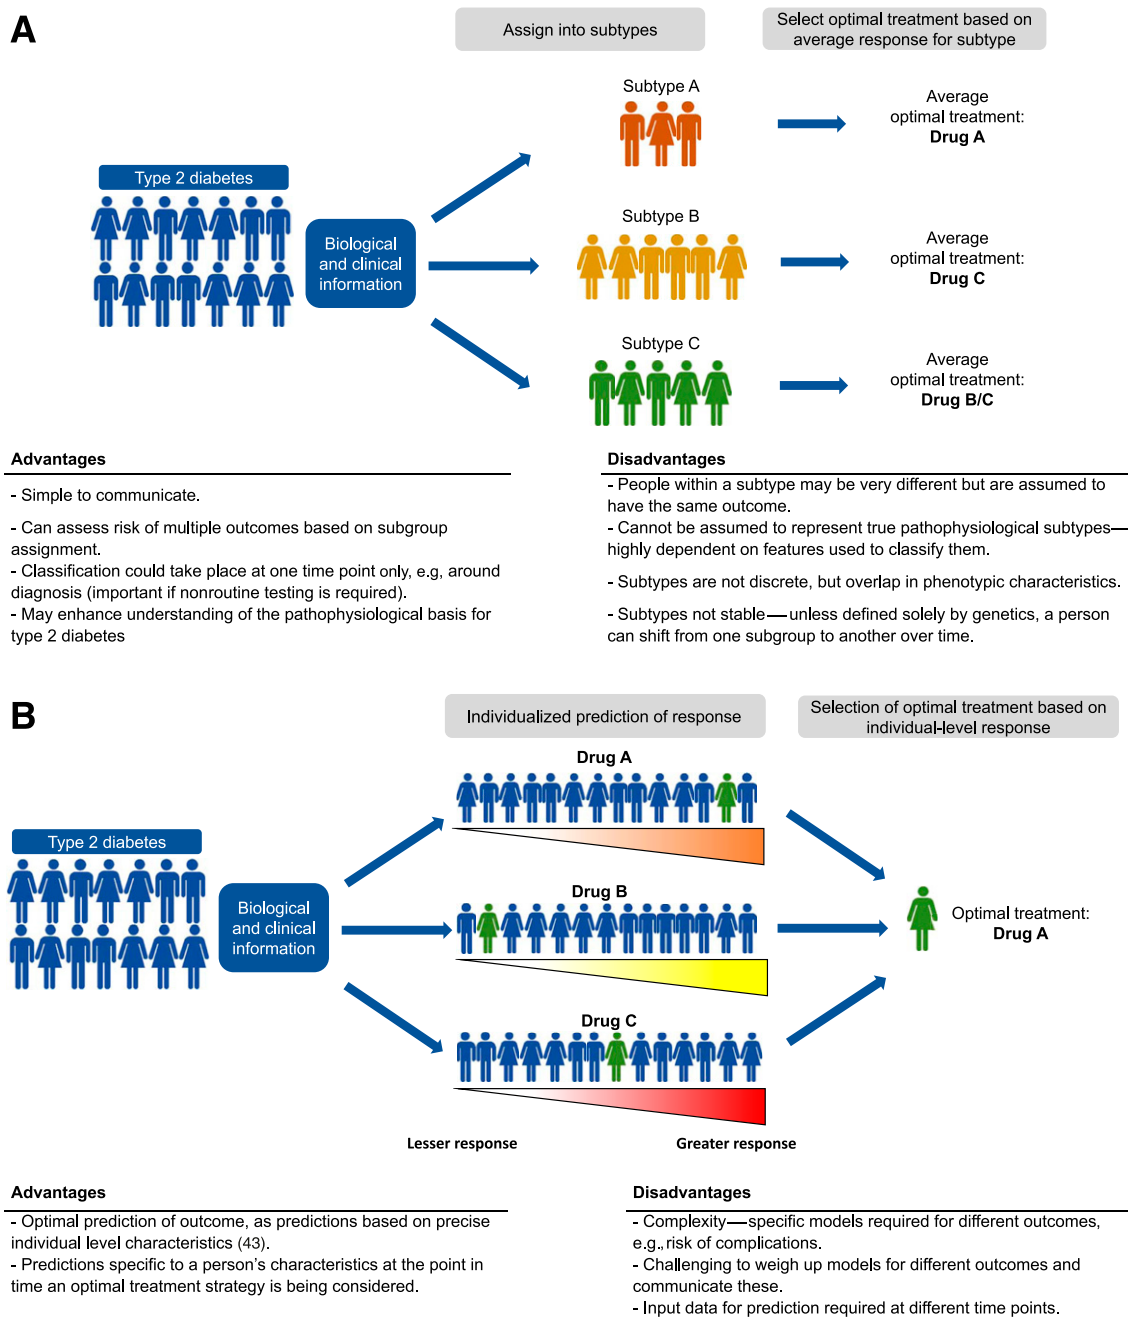 A
Assign into subtypes
Select optimal treatment based on
average response for subtype
Type 2 diabetes
Biological
and clinical
information
Subtype A
Average
optimal treatment:
Drug A
Subtype B
Average
optimal treatment:
Drug C
Subtype C
Average
optimal treatment:
Drug B/C
Advantages
- Simple to communicate.
- Can assess risk of multiple outcomes based on subgroup
assignment.
- Classification could take place at one time point only, e.g, around
diagnosis (important if nonroutine testing is required).
- May enhance understanding of the pathophysiological basis for
type 2 diabetes
Disadvantages
- People within a subtype may be very different but are assumed to
have the same outcome.
- Cannot be assumed to represent true pathophysiological subtypes—
highly dependent on features used to classify them.
- Subtypes are not discrete, but overlap in phenotypic characteristics.
- Subtypes not stable—unless defined solely by genetics, a person
can shift from one subgroup to another over time.
B
Individualized prediction of response
Selection of optimal treatment based on
individual-level response
Type 2 diabetes
Biological
and clinical
information
Drug A
Drug B
Drug C
Lesser response
Greater response
Optimal treatment:
Drug A
Advantages
- Optimal prediction of outcome, as predictions based on precise
individual level characteristics (43).
- Predictions specific to a person's characteristics at the point in
time an optimal treatment strategy is being considered.
Disadvantages
- Complexity—specific models required for different outcomes,
e.g., risk of complications.
- Challenging to weigh up models for different outcomes and
communicate these.
- Input data for prediction required at different time points.